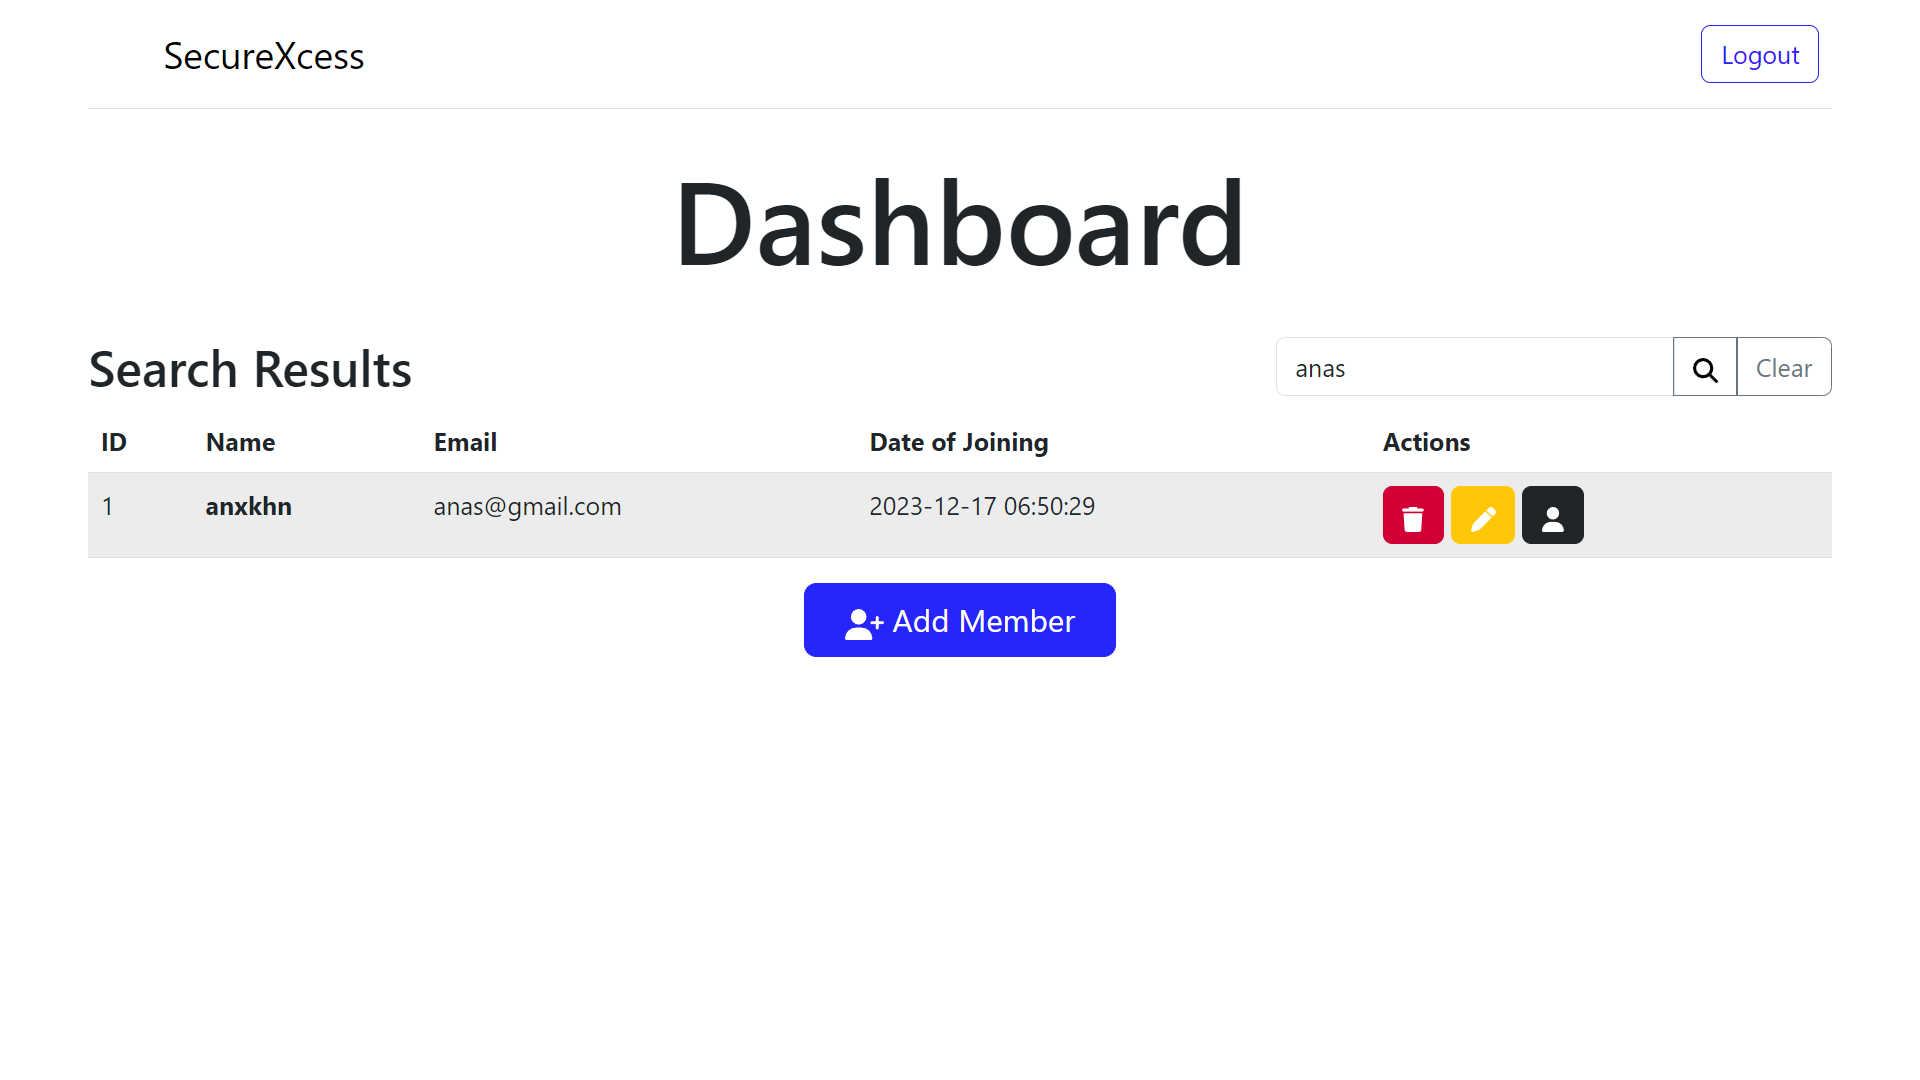 SecureXcess Logout
Dashboard
Search Results anas Clear
ID Name Email Date of Joining Actions
1 anxkhn anas@gmail.com 2023-12-17 06:50:29
Add Member